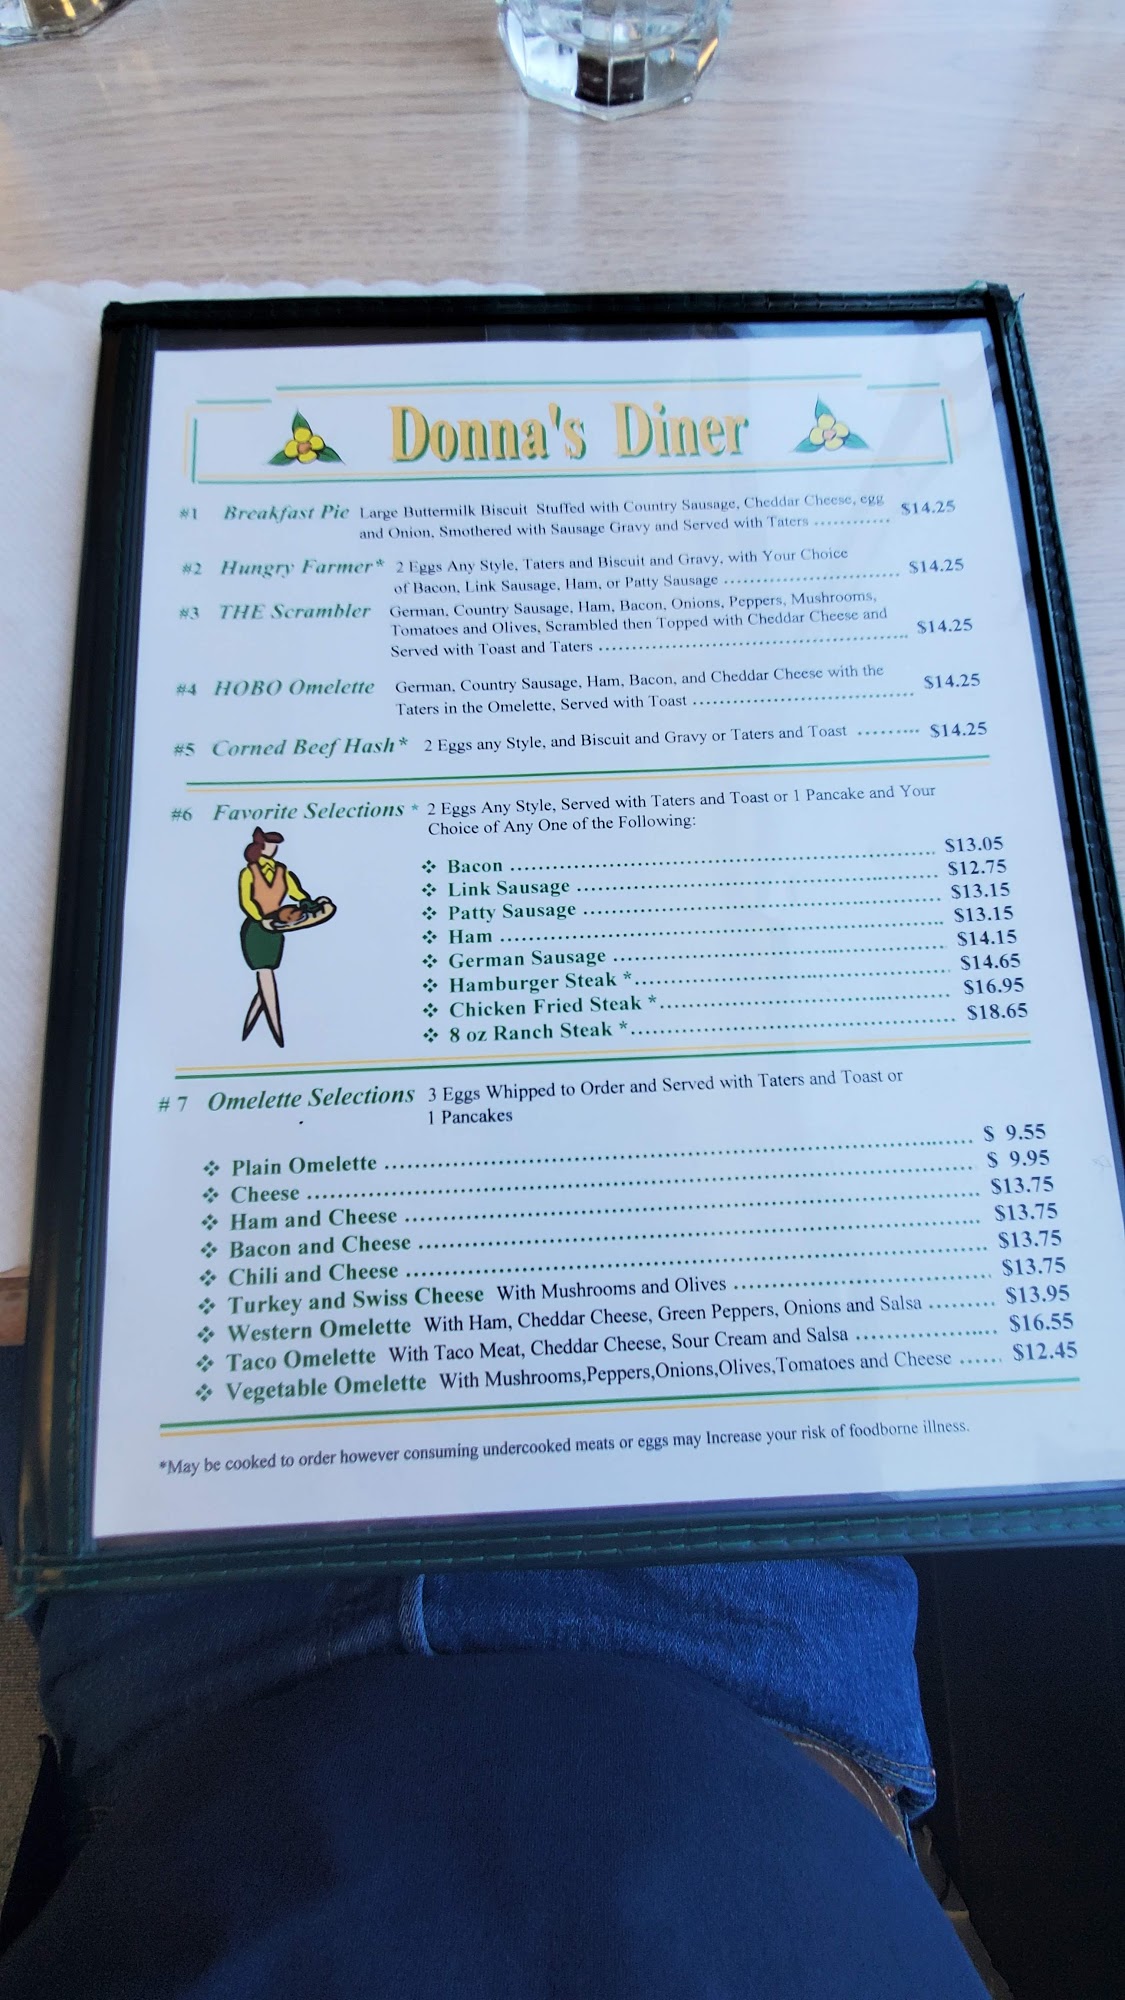 Donna's Diner
#1 Breakfast Pie Large Buttermilk Biscuit Stuffed with Country Sausage, Cheddar Cheese, egg
and Onion, Smothered with Sausage Gravy and Served with Taters ............ $14.25
#2 Hungry Farmer* 2 Eggs Any Style, Taters and Biscuit and Gravy, with Your Choice
of Bacon, Link Sausage, Ham, or Patty Sausage ............ $14.25
#3 THE Scrambler German, Country Sausage, Ham, Bacon, Onions, Peppers, Mushrooms,
Tomatoes and Olives, Scrambled then Topped with Cheddar Cheese and
Served with Toast and Taters ............ $14.25
#4 HOBO Omelette German, Country Sausage, Ham, Bacon, and Cheddar Cheese with the
Taters in the Omelette, Served with Toast ............ $14.25
#5 Corned Beef Hash* 2 Eggs any Style, and Biscuit and Gravy or Taters and Toast ......... $14.25
#6 Favorite Selections * 2 Eggs Any Style, Served with Taters and Toast or 1 Pancake and Your
Choice of Any One of the Following:
❖ Bacon ............ $13.05
❖ Link Sausage ............ $12.75
❖ Patty Sausage ............ $13.15
❖ Ham ............ $13.15
❖ German Sausage ............ $14.15
❖ Hamburger Steak *............ $14.65
❖ Chicken Fried Steak *............ $16.95
❖ 8 oz Ranch Steak *............ $18.65
# 7 Omelette Selections 3 Eggs Whipped to Order and Served with Taters and Toast or
1 Pancakes
❖ Plain Omelette ............ $ 9.55
❖ Cheese ............ $ 9.95
❖ Ham and Cheese ............ $13.75
❖ Bacon and Cheese ............ $13.75
❖ Chili and Cheese ............ $13.75
❖ Turkey and Swiss Cheese With Mushrooms and Olives ............ $13.75
❖ Western Omelette With Ham, Cheddar Cheese, Green Peppers, Onions and Salsa ......... $13.95
❖ Taco Omelette With Taco Meat, Cheddar Cheese, Sour Cream and Salsa ............ $16.55
❖ Vegetable Omelette With Mushrooms,Peppers,Onions,Olives,Tomatoes and Cheese ...... $12.45
*May be cooked to order however consuming undercooked meats or eggs may Increase your risk of foodborne illness.